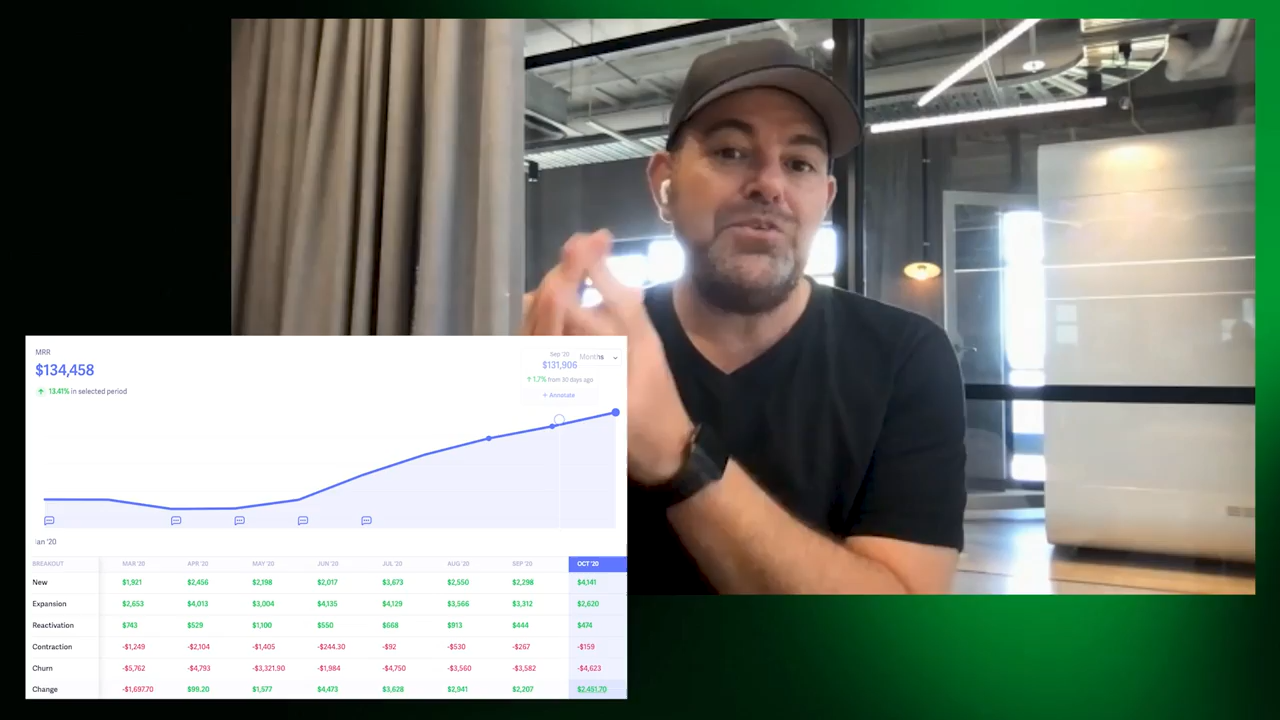 MRR
$134,458
13.41% in selected period
Sep '20
Months
$131,906
1.7% from 30 days ago
+ Annotate
Jan '20
BREAKOUT MAR '20 APR '20 MAY '20 JUN '20 JUL '20 AUG '20 SEP '20 OCT '20
New $1,921 $2,456 $2,198 $2,017 $3,673 $2,550 $2,298 $4,141
Expansion $2,653 $4,013 $3,004 $4,135 $4,129 $3,566 $3,312 $2,620
Reactivation $743 $529 $1,100 $550 $668 $913 $444 $474
Contraction -$1,249 -$2,104 -$1,405 -$244.30 -$92 -$530 -$267 -$159
Churn -$5,762 -$4,793 -$3,321.90 -$1,984 -$4,750 -$3,560 -$3,582 -$4,623
Change -$1,697.70 $99.20 $1,577 $4,473 $3,628 $2,941 $2,207 $2,451.70